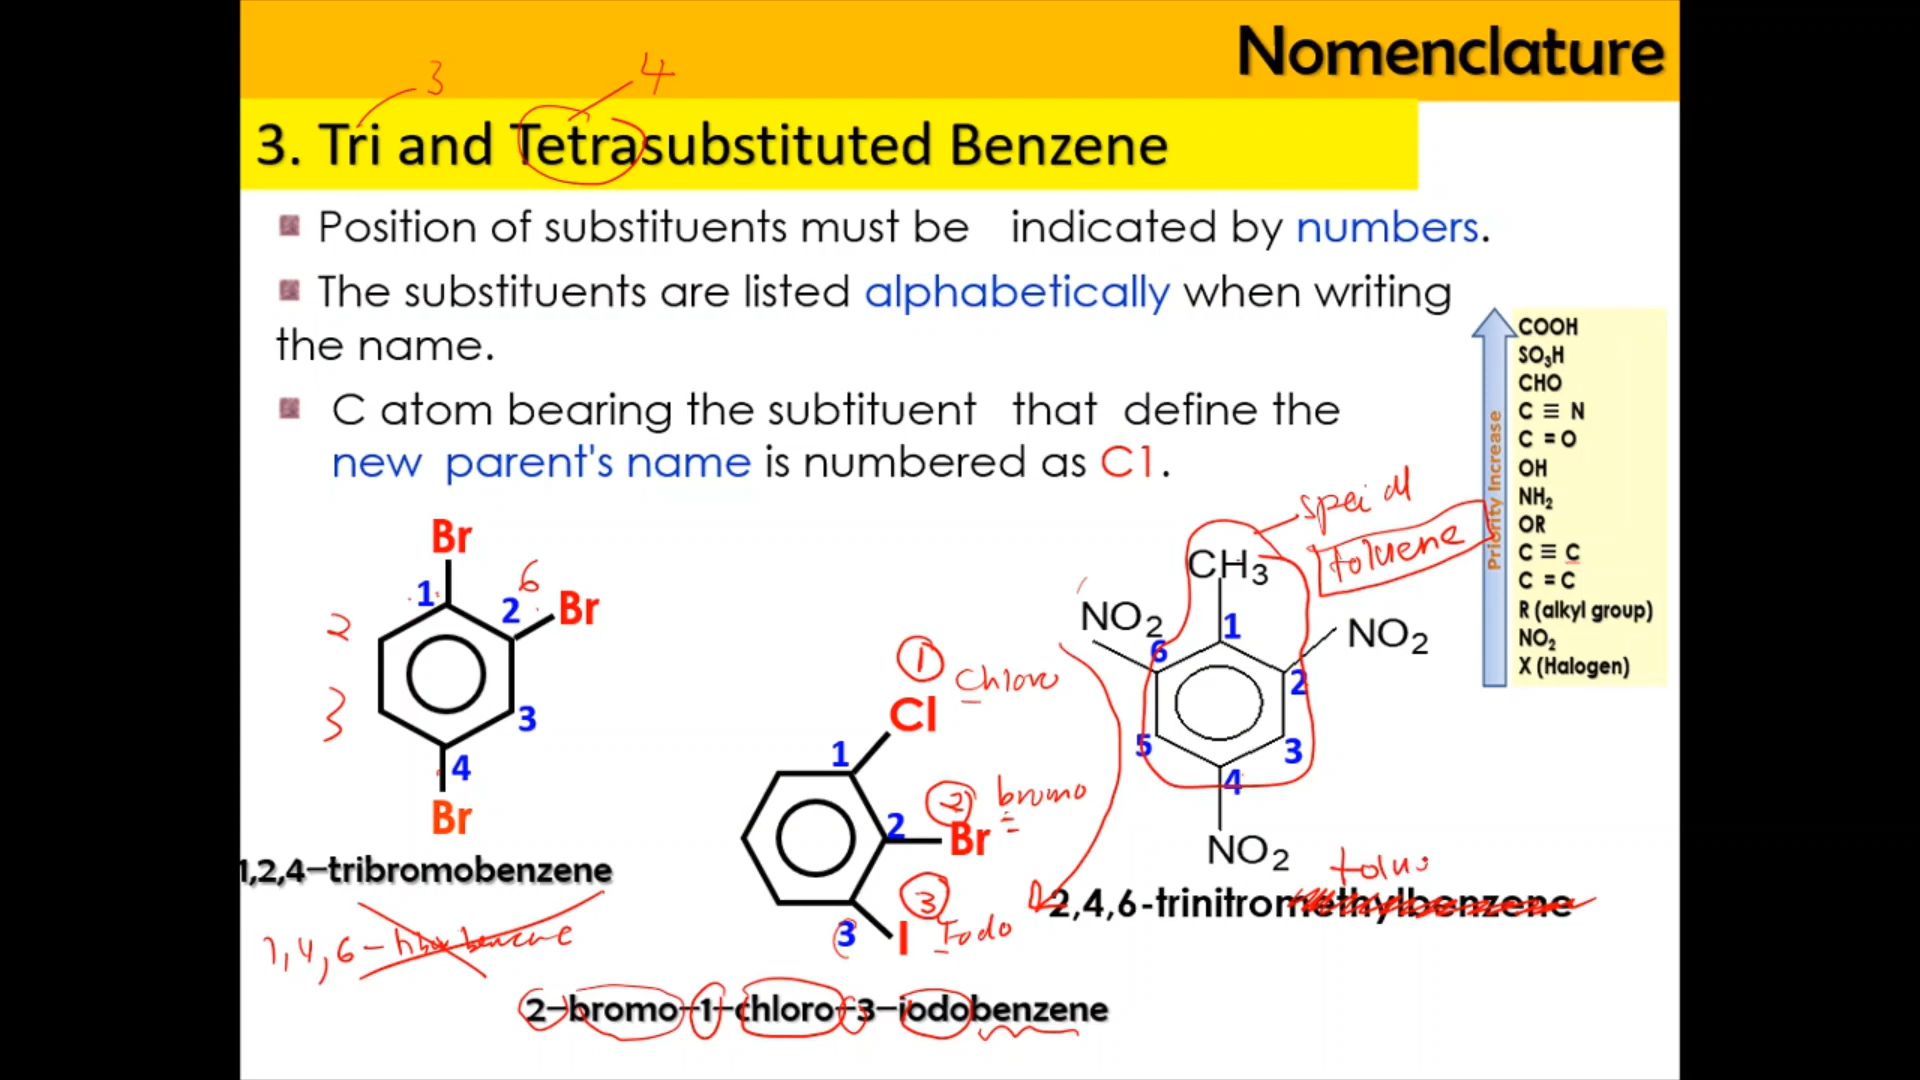 Nomenclature
3 4
3. Tri and Tetrasubstituted Benzene
Position of substituents must be indicated by numbers.
The substituents are listed alphabetically when writing
the name.
C atom bearing the subtituent that define the
new parent's name is numbered as C1.
Priority Increase
COOH
SO₃H
CHO
C ≡ N
C = O
OH
NH₂
OR
C ≡ C
C = C
R (alkyl group)
NO₂
X (Halogen)
Br
1
6
2 Br
2
3
3
4
Br
1,2,4–tribromobenzene
1,4,6 –
1 Chloro
Cl
1
2 bromo
2 Br
3 Iodo
3 I
2–bromo–1–chloro–3–iodobenzene
toluene
CH₃
NO₂ NO₂
1
6 2
5 3
4
NO₂
2,4,6-trinitromethylbenzene